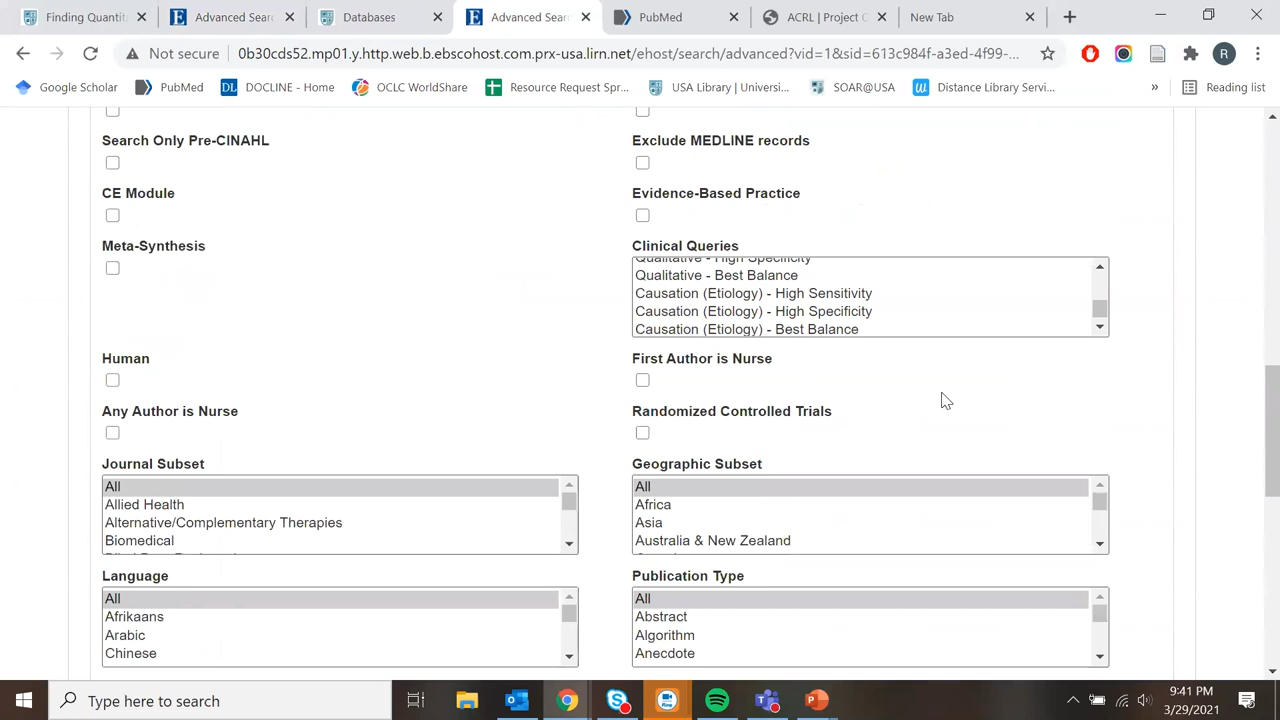 Finding Quantit
Advanced Sear
Databases
Advanced Sear
PubMed
ACRL | Project C
New Tab
Not secure
0b30cds52.mp01.y.http.web.b.ebscohost.com.prx-usa.lirn.net/ehost/search/advanced?vid=1&sid=613c984f-a3ed-4f99-...
R
Google Scholar
PubMed
DL DOCLINE - Home
OCLC WorldShare
Resource Request Spr...
USA Library | Universi...
SOAR@USA
Distance Library Servi...
»
Reading list
Search Only Pre-CINAHL
Exclude MEDLINE records
CE Module
Evidence-Based Practice
Meta-Synthesis
Clinical Queries
Qualitative - High Specificity
Qualitative - Best Balance
Causation (Etiology) - High Sensitivity
Causation (Etiology) - High Specificity
Causation (Etiology) - Best Balance
Human
First Author is Nurse
Any Author is Nurse
Randomized Controlled Trials
Journal Subset
Geographic Subset
All
Allied Health
Alternative/Complementary Therapies
Biomedical
All
Africa
Asia
Australia & New Zealand
Language
Publication Type
All
Afrikaans
Arabic
Chinese
All
Abstract
Algorithm
Anecdote
Type here to search
9:41 PM
3/29/2021